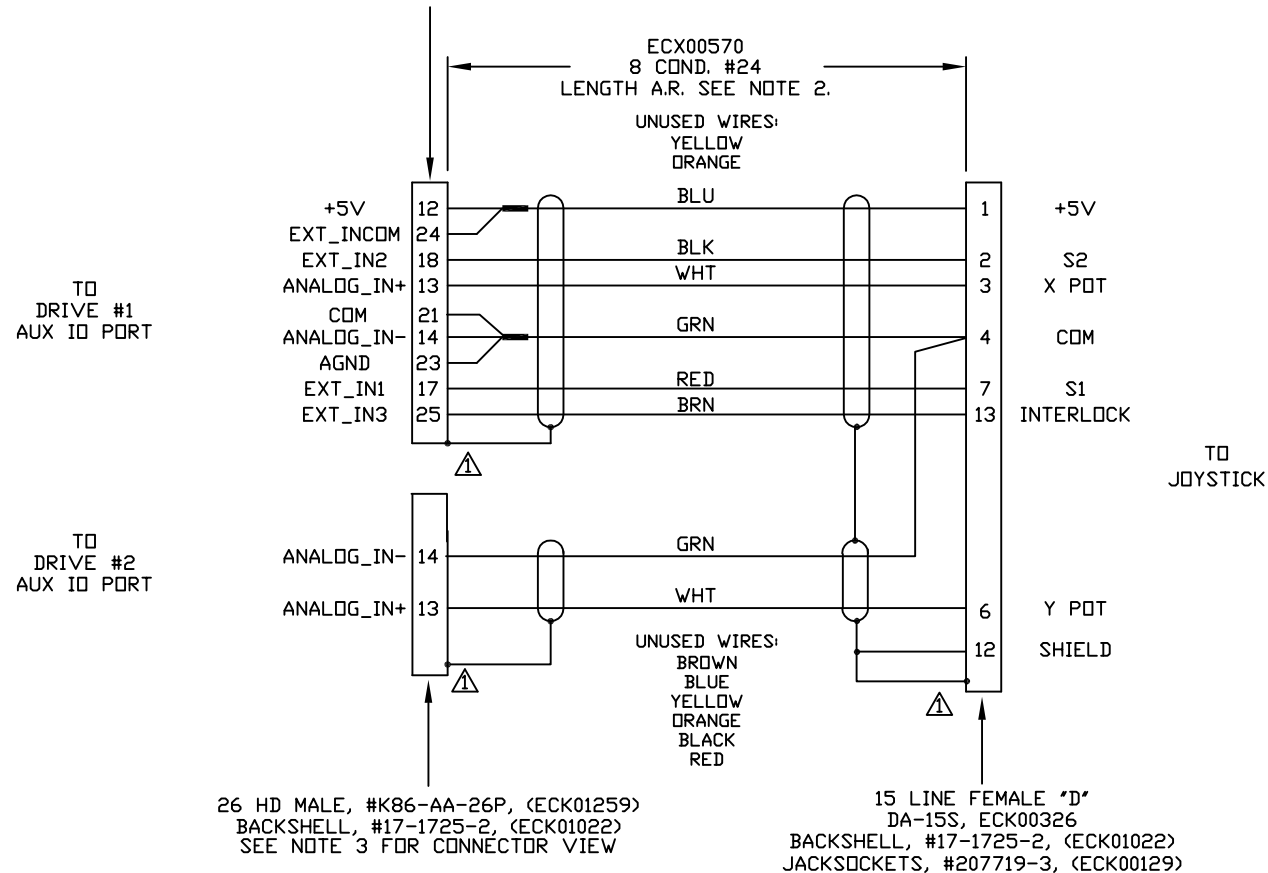 ECX00570
8 COND. #24
LENGTH A.R. SEE NOTE 2.
UNUSED WIRES:
YELLOW
ORANGE
+5V 12 BLU 1 +5V
EXT_INCOM 24
EXT_IN2 18 BLK 2 S2
ANALOG_IN+ 13 WHT 3 X POT
COM 21
ANALOG_IN- 14 GRN 4 COM
AGND 23
EXT_IN1 17 RED 7 S1
EXT_IN3 25 BRN 13 INTERLOCK
TO
DRIVE #1
AUX IO PORT
1
TO
JOYSTICK
TO
DRIVE #2
AUX IO PORT
ANALOG_IN- 14 GRN
ANALOG_IN+ 13 WHT 6 Y POT
12 SHIELD
1
1
UNUSED WIRES:
BROWN
BLUE
YELLOW
ORANGE
BLACK
RED
26 HD MALE, #K86-AA-26P, (ECK01259)
BACKSHELL, #17-1725-2, (ECK01022)
SEE NOTE 3 FOR CONNECTOR VIEW
15 LINE FEMALE "D"
DA-15S, ECK00326
BACKSHELL, #17-1725-2, (ECK01022)
JACKSOCKETS, #207719-3, (ECK00129)